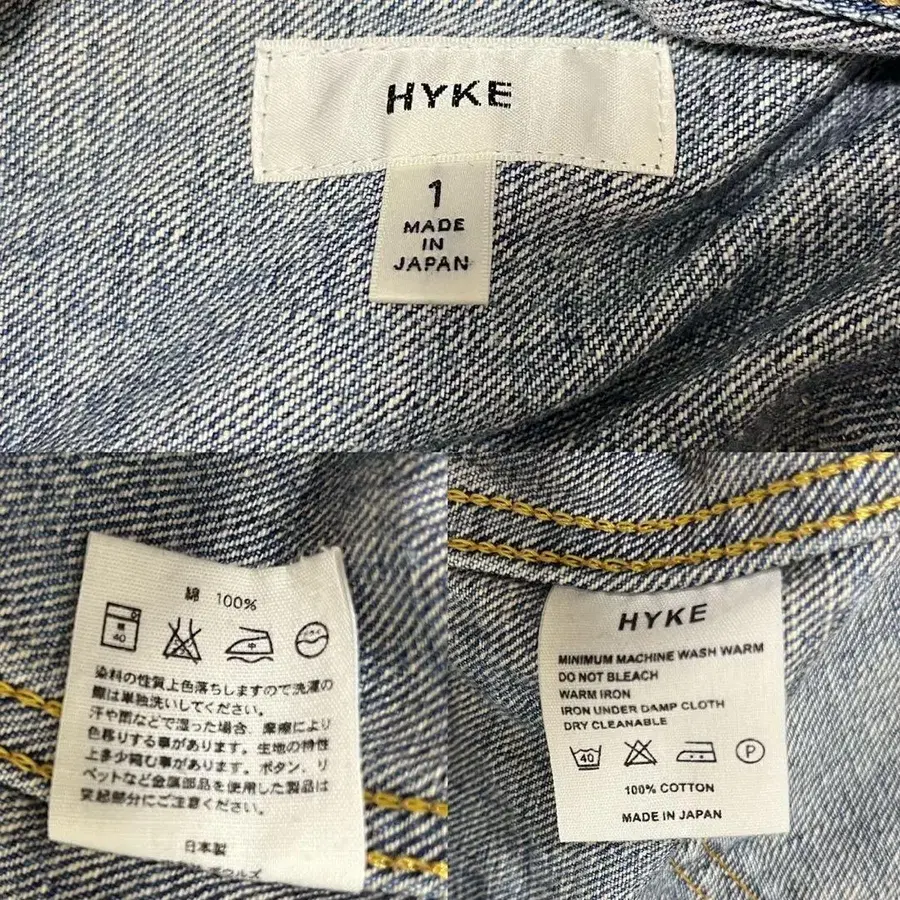 HYKE
1
MADE
IN
JAPAN
綿 100%
40
中
染料の性質上色落ちしますので洗濯の
際は単独洗いしてください。
汗や雨などで湿った場合、摩擦により
色移りする事があります。生地の特性
上多少縮む事があります。ボタン、リ
ベットなど金属部品を使用した製品は
突起部分にご注意ください。
日本製
HYKE
MINIMUM MACHINE WASH WARM
DO NOT BLEACH
WARM IRON
IRON UNDER DAMP CLOTH
DRY CLEANABLE
40
P
100% COTTON
MADE IN JAPAN